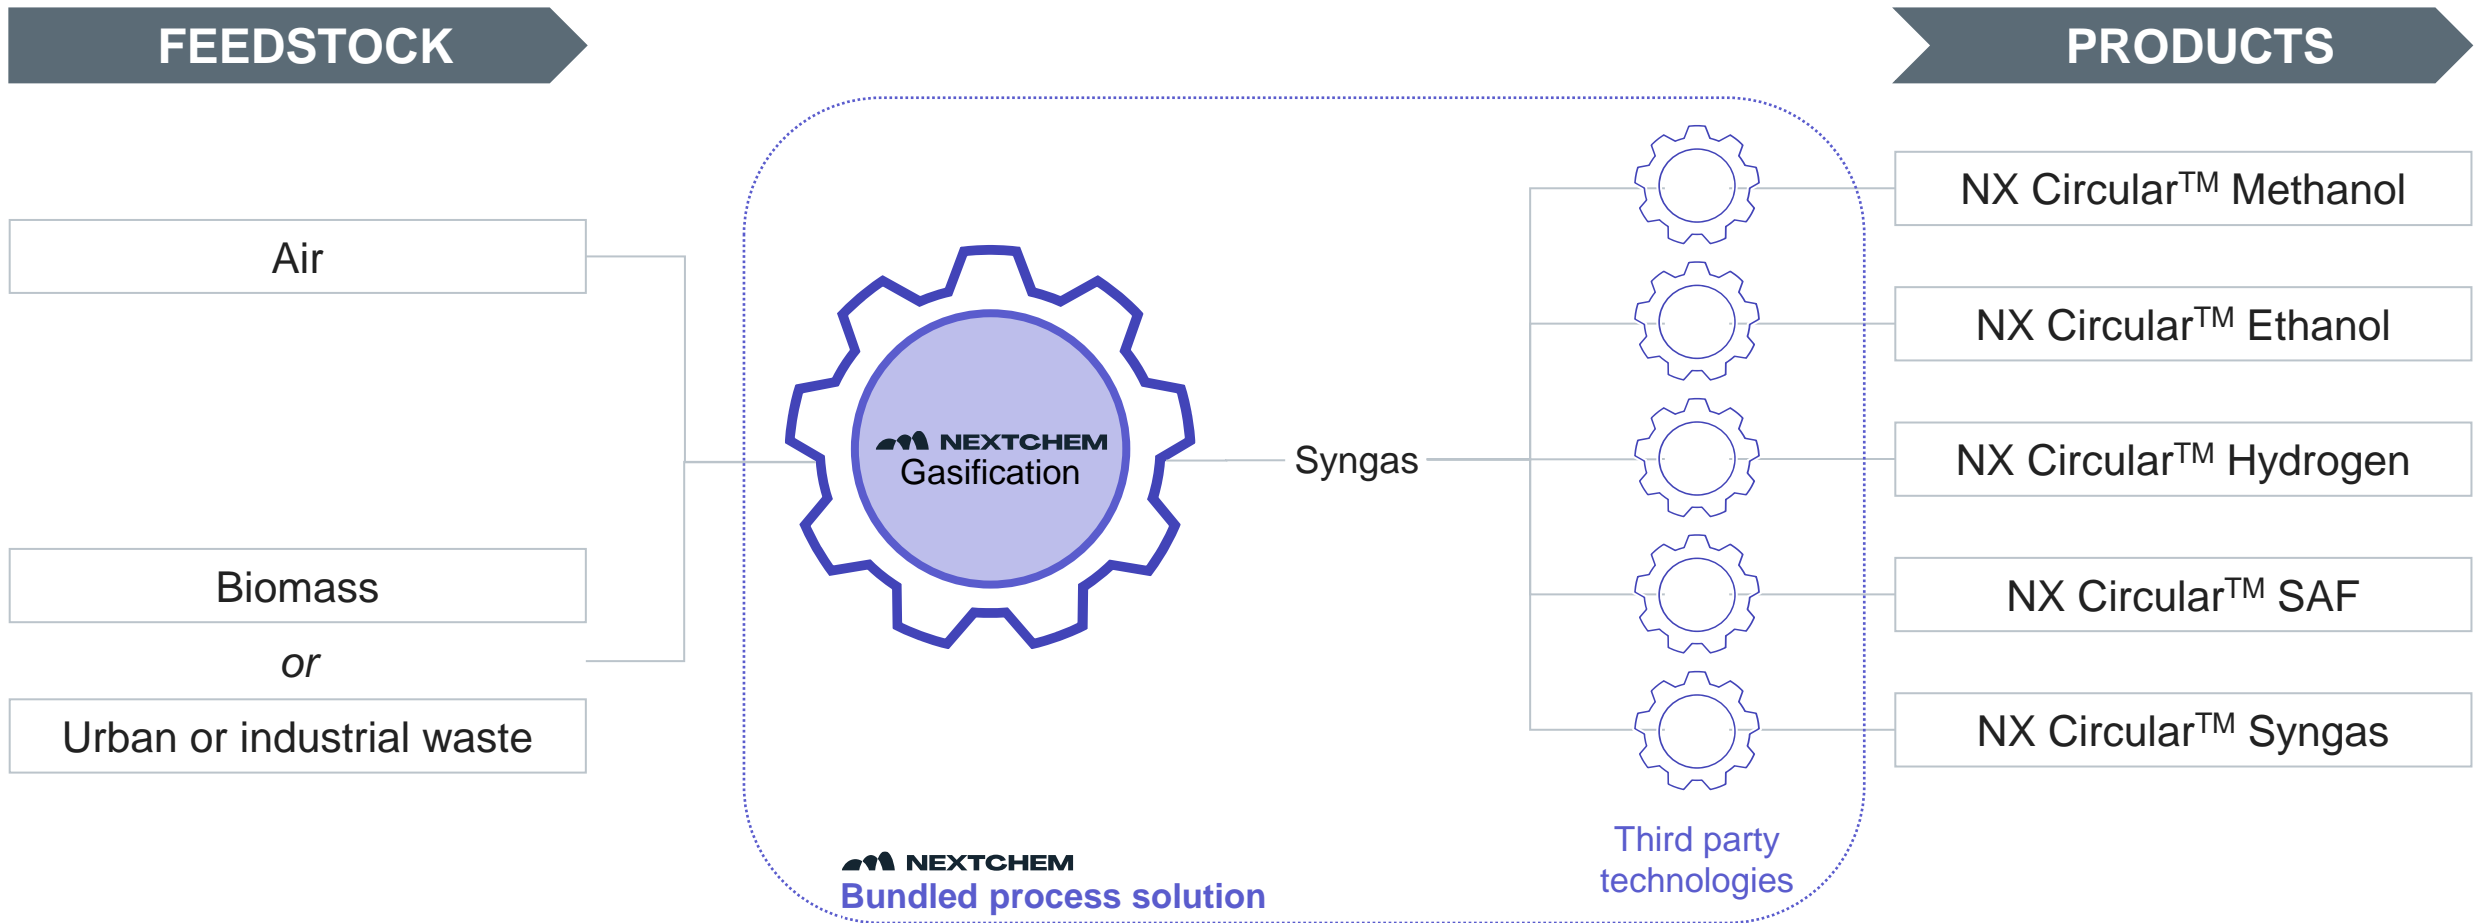 FEEDSTOCK
PRODUCTS
Air
Biomass
or
Urban or industrial waste
NEXTCHEM
Gasification
Syngas
NX Circular™ Methanol
NX Circular™ Ethanol
NX Circular™ Hydrogen
NX Circular™ SAF
NX Circular™ Syngas
Third party
technologies
NEXTCHEM
Bundled process solution